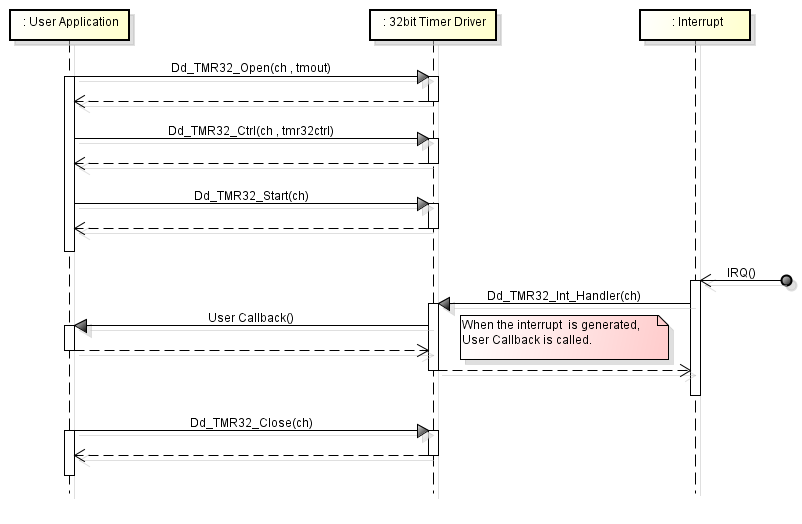 : User Application
: 32bit Timer Driver
: Interrupt
Dd_TMR32_Open(ch , tmout)
Dd_TMR32_Ctrl(ch , tmr32ctrl)
Dd_TMR32_Start(ch)
IRQ()
Dd_TMR32_Int_Handler(ch)
User Callback()
When the interrupt  is generated,
User Callback is called.
Dd_TMR32_Close(ch)